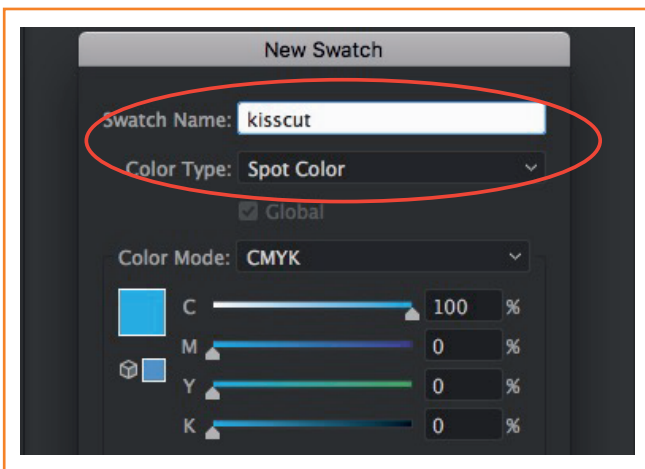 New Swatch
Swatch Name: kisscut
Color Type: Spot Color
Global
Color Mode: CMYK
C 100 %
M 0 %
Y 0 %
K 0 %